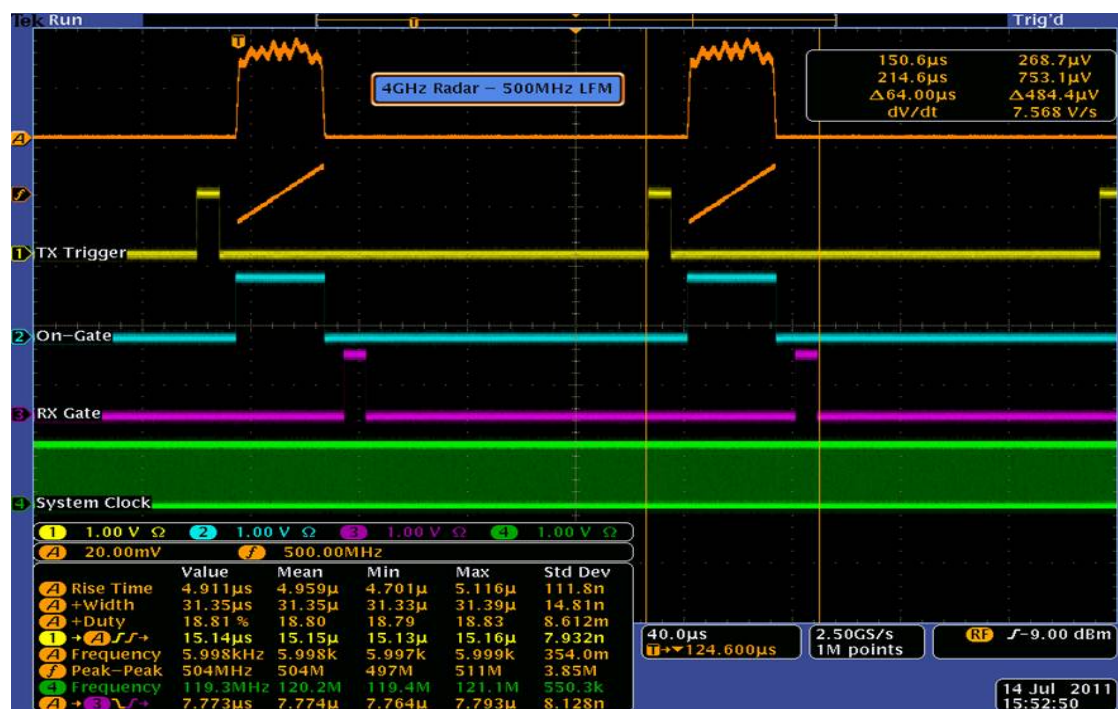 Tek Run Trig'd
T
T
150.6µs 268.7µV
214.6µs 753.1µV
Δ64.00µs Δ484.4µV
dV/dt 7.568 V/s
4GHz Radar – 500MHz LFM
A
f
1 TX Trigger
2 On-Gate
3 RX Gate
4 System Clock
1 1.00 V Ω 2 1.00 V Ω 3 1.00 V Ω 4 1.00 V Ω
A 20.00mV f 500.00MHz
Value Mean Min Max Std Dev
A Rise Time 4.911µs 4.959µ 4.701µ 5.116µ 111.8n
A +Width 31.35µs 31.35µ 31.33µ 31.39µ 14.81n
A +Duty 18.81 % 18.80 18.79 18.83 8.612m
1 → A ʃʃ→ 15.14µs 15.15µ 15.13µ 15.16µ 7.932n
A Frequency 5.998kHz 5.998k 5.997k 5.999k 354.0m
f Peak–Peak 504MHz 504M 497M 511M 3.85M
4 Frequency 119.3MHz 120.2M 119.4M 121.1M 550.3k
A → 3 7.773µs 7.774µ 7.764µ 7.793µ 8.128n
40.0µs
T→▼124.600µs
2.50GS/s
1M points
RF ʃ–9.00 dBm
14 Jul 2011
15:52:50